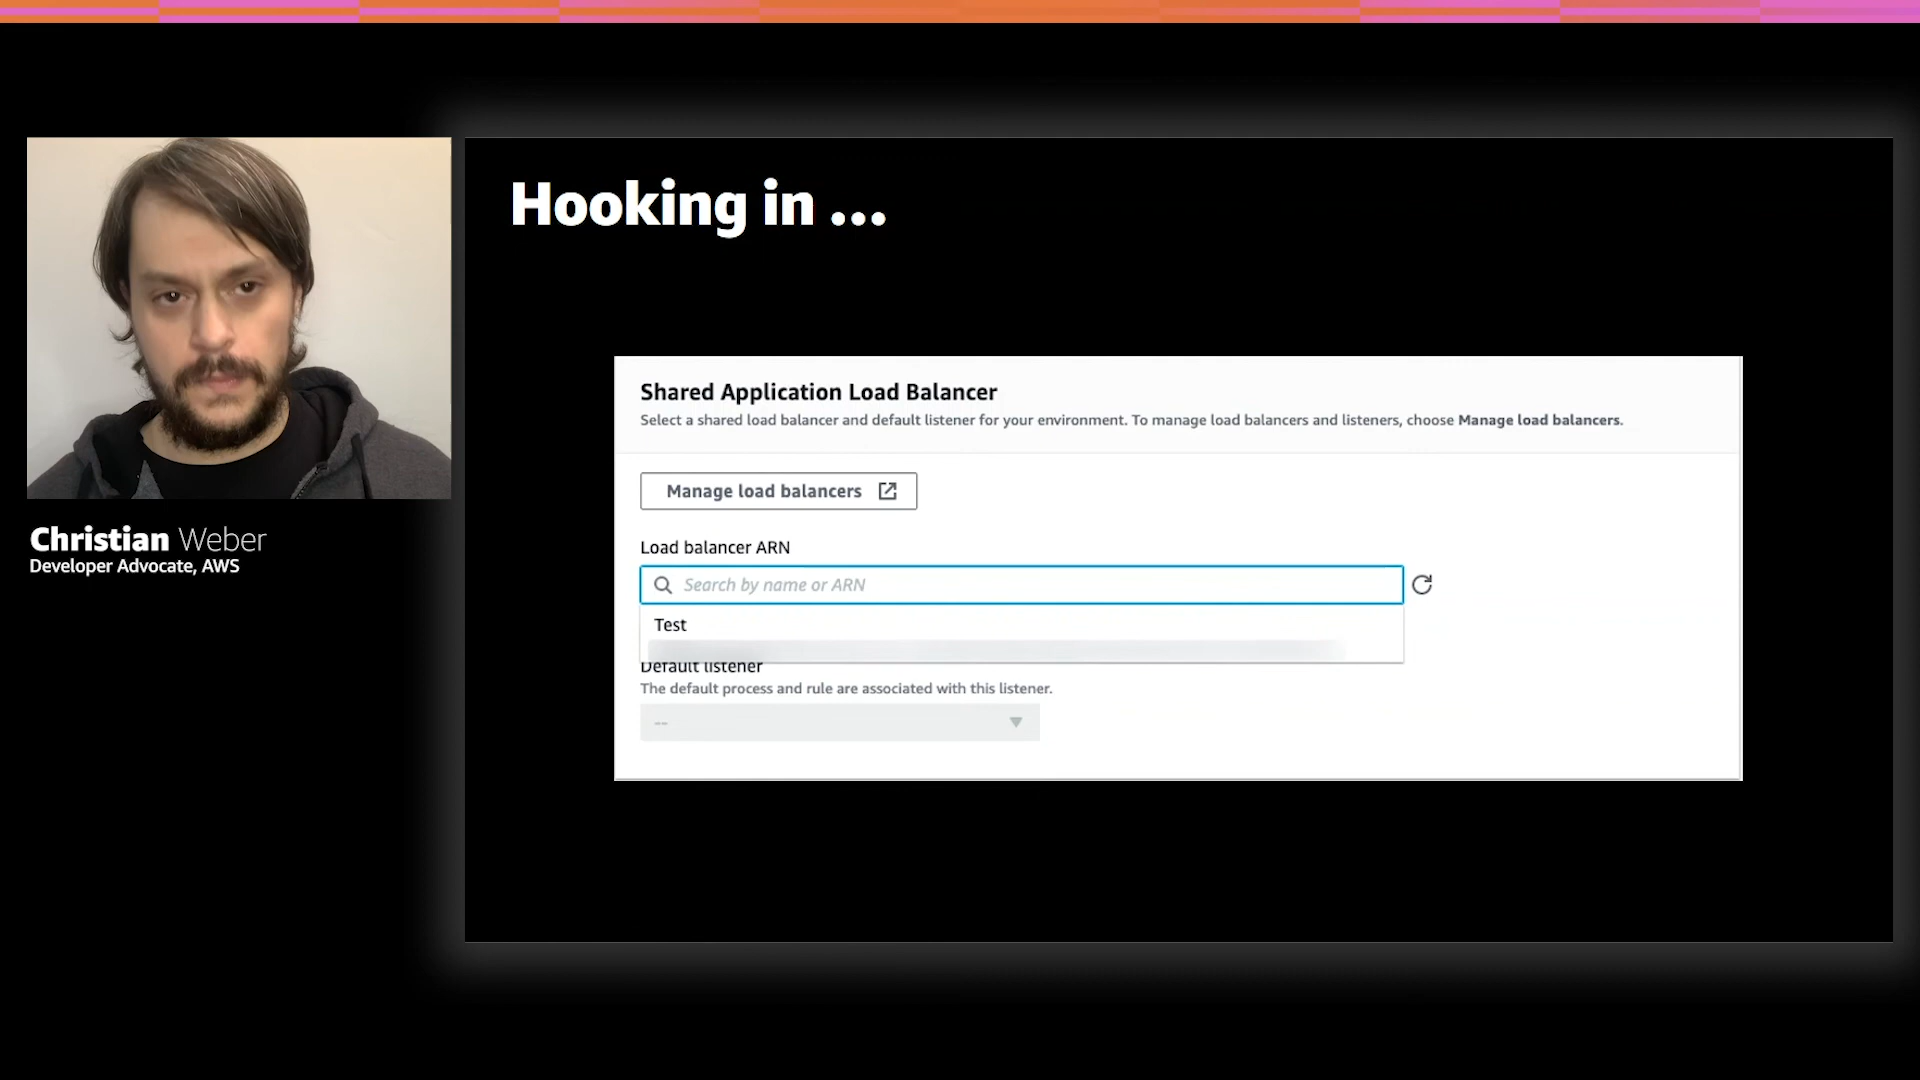 Hooking in ...
Christian Weber
Developer Advocate, AWS
Shared Application Load Balancer
Select a shared load balancer and default listener for your environment. To manage load balancers and listeners, choose Manage load balancers.
Manage load balancers
Load balancer ARN
Search by name or ARN
Test
Default listener
The default process and rule are associated with this listener.
--